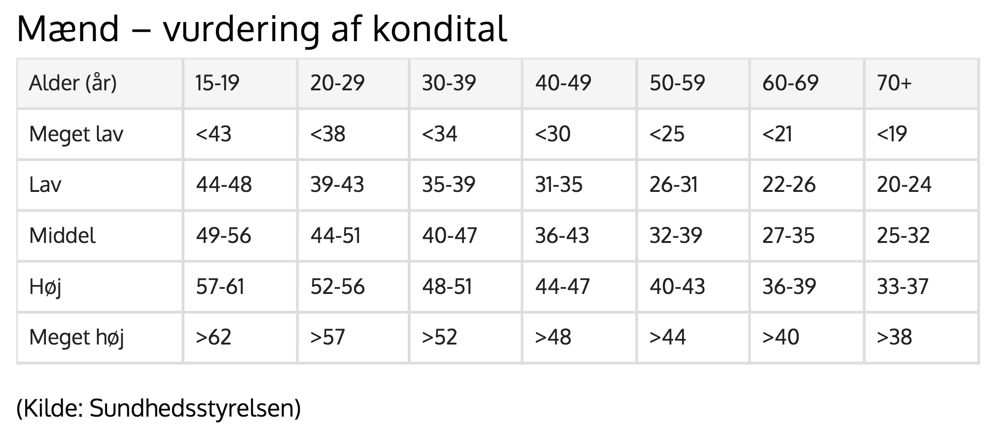 Mænd – vurdering af kondital
Alder (år) 15-19 20-29 30-39 40-49 50-59 60-69 70+
Meget lav <43 <38 <34 <30 <25 <21 <19
Lav 44-48 39-43 35-39 31-35 26-31 22-26 20-24
Middel 49-56 44-51 40-47 36-43 32-39 27-35 25-32
Høj 57-61 52-56 48-51 44-47 40-43 36-39 33-37
Meget høj >62 >57 >52 >48 >44 >40 >38
(Kilde: Sundhedsstyrelsen)